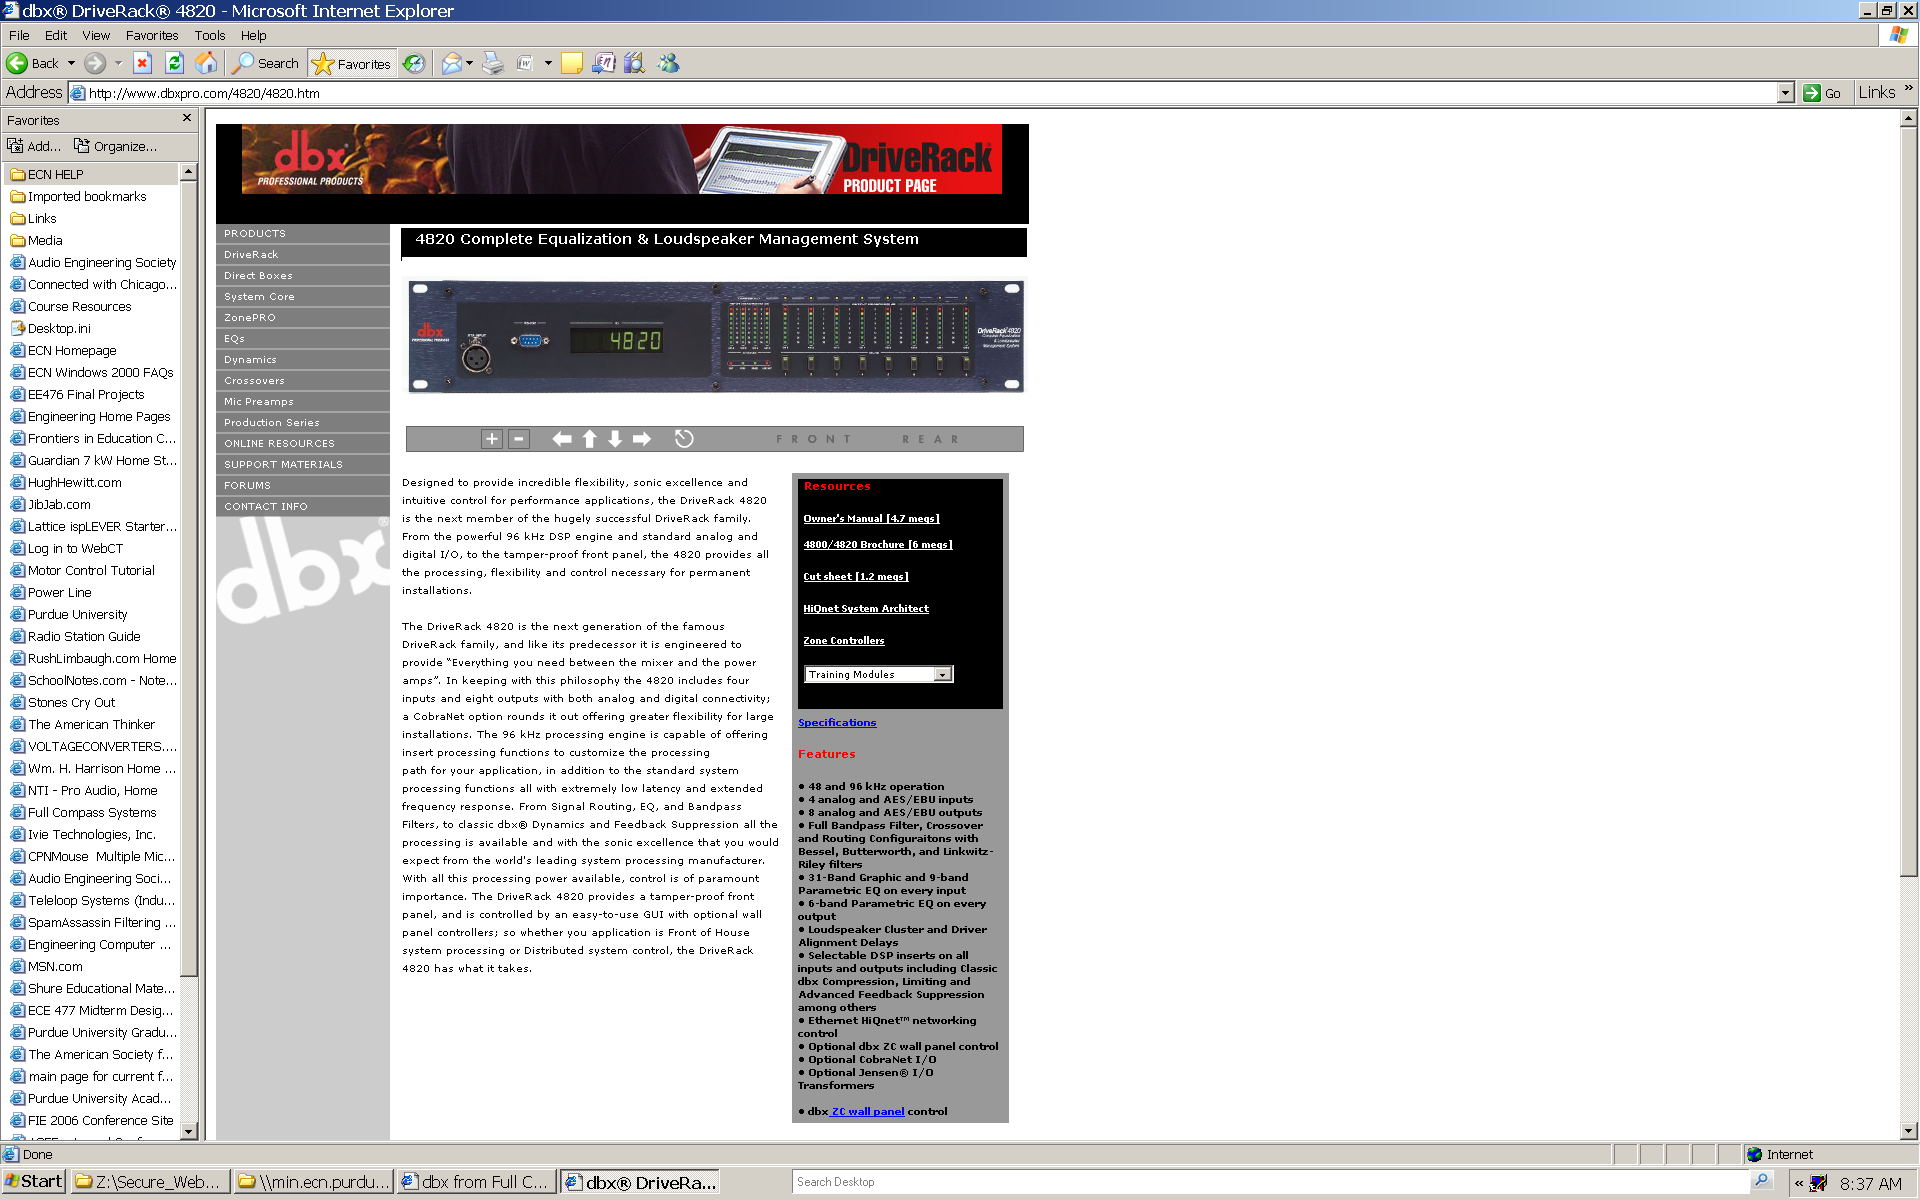 dbx® DriveRack® 4820 - Microsoft Internet Explorer
File Edit View Favorites Tools Help
Back Search Favorites
Address http://www.dbxpro.com/4820/4820.htm Go Links »
Favorites
Add... Organize...
ECN HELP
Imported bookmarks
Links
Media
Audio Engineering Society
Connected with Chicago...
Course Resources
Desktop.ini
ECN Homepage
ECN Windows 2000 FAQs
EE476 Final Projects
Engineering Home Pages
Frontiers in Education C...
Guardian 7 kW Home St...
HughHewitt.com
JibJab.com
Lattice ispLEVER Starter...
Log in to WebCT
Motor Control Tutorial
Power Line
Purdue University
Radio Station Guide
RushLimbaugh.com Home
SchoolNotes.com - Note...
Stones Cry Out
The American Thinker
VOLTAGECONVERTERS....
Wm. H. Harrison Home ...
NTI - Pro Audio, Home
Full Compass Systems
Ivie Technologies, Inc.
CPNMouse Multiple Mic...
Audio Engineering Soci...
Teleloop Systems (Indu...
SpamAssassin Filtering ...
Engineering Computer ...
MSN.com
Shure Educational Mate...
ECE 477 Midterm Desig...
Purdue University Gradu...
The American Society f...
main page for current f...
Purdue University Acad...
FIE 2006 Conference Site
dbx®
PROFESSIONAL PRODUCTS
DriveRack®
PRODUCT PAGE
PRODUCTS
DriveRack
Direct Boxes
System Core
ZonePRO
EQs
Dynamics
Crossovers
Mic Preamps
Production Series
ONLINE RESOURCES
SUPPORT MATERIALS
FORUMS
CONTACT INFO
dbx®
4820 Complete Equalization & Loudspeaker Management System
dbx
4820
DriveRack 4820
FRONT REAR
Designed to provide incredible flexibility, sonic excellence and
intuitive control for performance applications, the DriveRack 4820
is the next member of the hugely successful DriveRack family.
From the powerful 96 kHz DSP engine and standard analog and
digital I/O, to the tamper-proof front panel, the 4820 provides all
the processing, flexibility and control necessary for permanent
installations.
The DriveRack 4820 is the next generation of the famous
DriveRack family, and like its predecessor it is engineered to
provide “Everything you need between the mixer and the power
amps”. In keeping with this philosophy the 4820 includes four
inputs and eight outputs with both analog and digital connectivity;
a CobraNet option rounds it out offering greater flexibility for large
installations. The 96 kHz processing engine is capable of offering
insert processing functions to customize the processing
path for your application, in addition to the standard system
processing functions all with extremely low latency and extended
frequency response. From Signal Routing, EQ, and Bandpass
Filters, to classic dbx® Dynamics and Feedback Suppression all the
processing is available and with the sonic excellence that you would
expect from the world's leading system processing manufacturer.
With all this processing power available, control is of paramount
importance. The DriveRack 4820 provides a tamper-proof front
panel, and is controlled by an easy-to-use GUI with optional wall
panel controllers; so whether you application is Front of House
system processing or Distributed system control, the DriveRack
4820 has what it takes.
Resources
Owner's Manual [4.7 megs]
4800/4820 Brochure [6 megs]
Cut sheet [1.2 megs]
HiQnet System Architect
Zone Controllers
Training Modules
Specifications
Features
• 48 and 96 kHz operation
• 4 analog and AES/EBU inputs
• 8 analog and AES/EBU outputs
• Full Bandpass Filter, Crossover
and Routing Configuraitons with
Bessel, Butterworth, and Linkwitz-
Riley filters
• 31-Band Graphic and 9-band
Parametric EQ on every input
• 6-band Parametric EQ on every
output
• Loudspeaker Cluster and Driver
Alignment Delays
• Selectable DSP inserts on all
inputs and outputs including Classic
dbx Compression, Limiting and
Advanced Feedback Suppression
among others
• Ethernet HiQnet™ networking
control
• Optional dbx ZC wall panel control
• Optional CobraNet I/O
• Optional Jensen® I/O
Transformers
• dbx ZC wall panel control
Done Internet
Start Z:\Secure_Web... \\min.ecn.purdu... dbx from Full C... dbx® DriveRa... Search Desktop « 8:37 AM